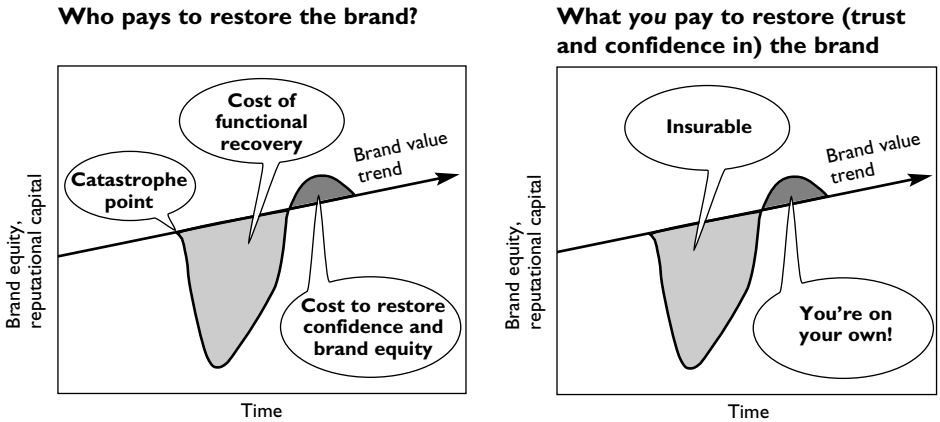 Who pays to restore the brand?
Cost of
functional
recovery
Catastrophe
point
Brand value
trend
Cost to restore
confidence and
brand equity
Brand equity,
reputational capital
Time
What you pay to restore (trust
and confidence in) the brand
Insurable
Brand value
trend
You're on
your own!
Brand equity,
reputational capital
Time